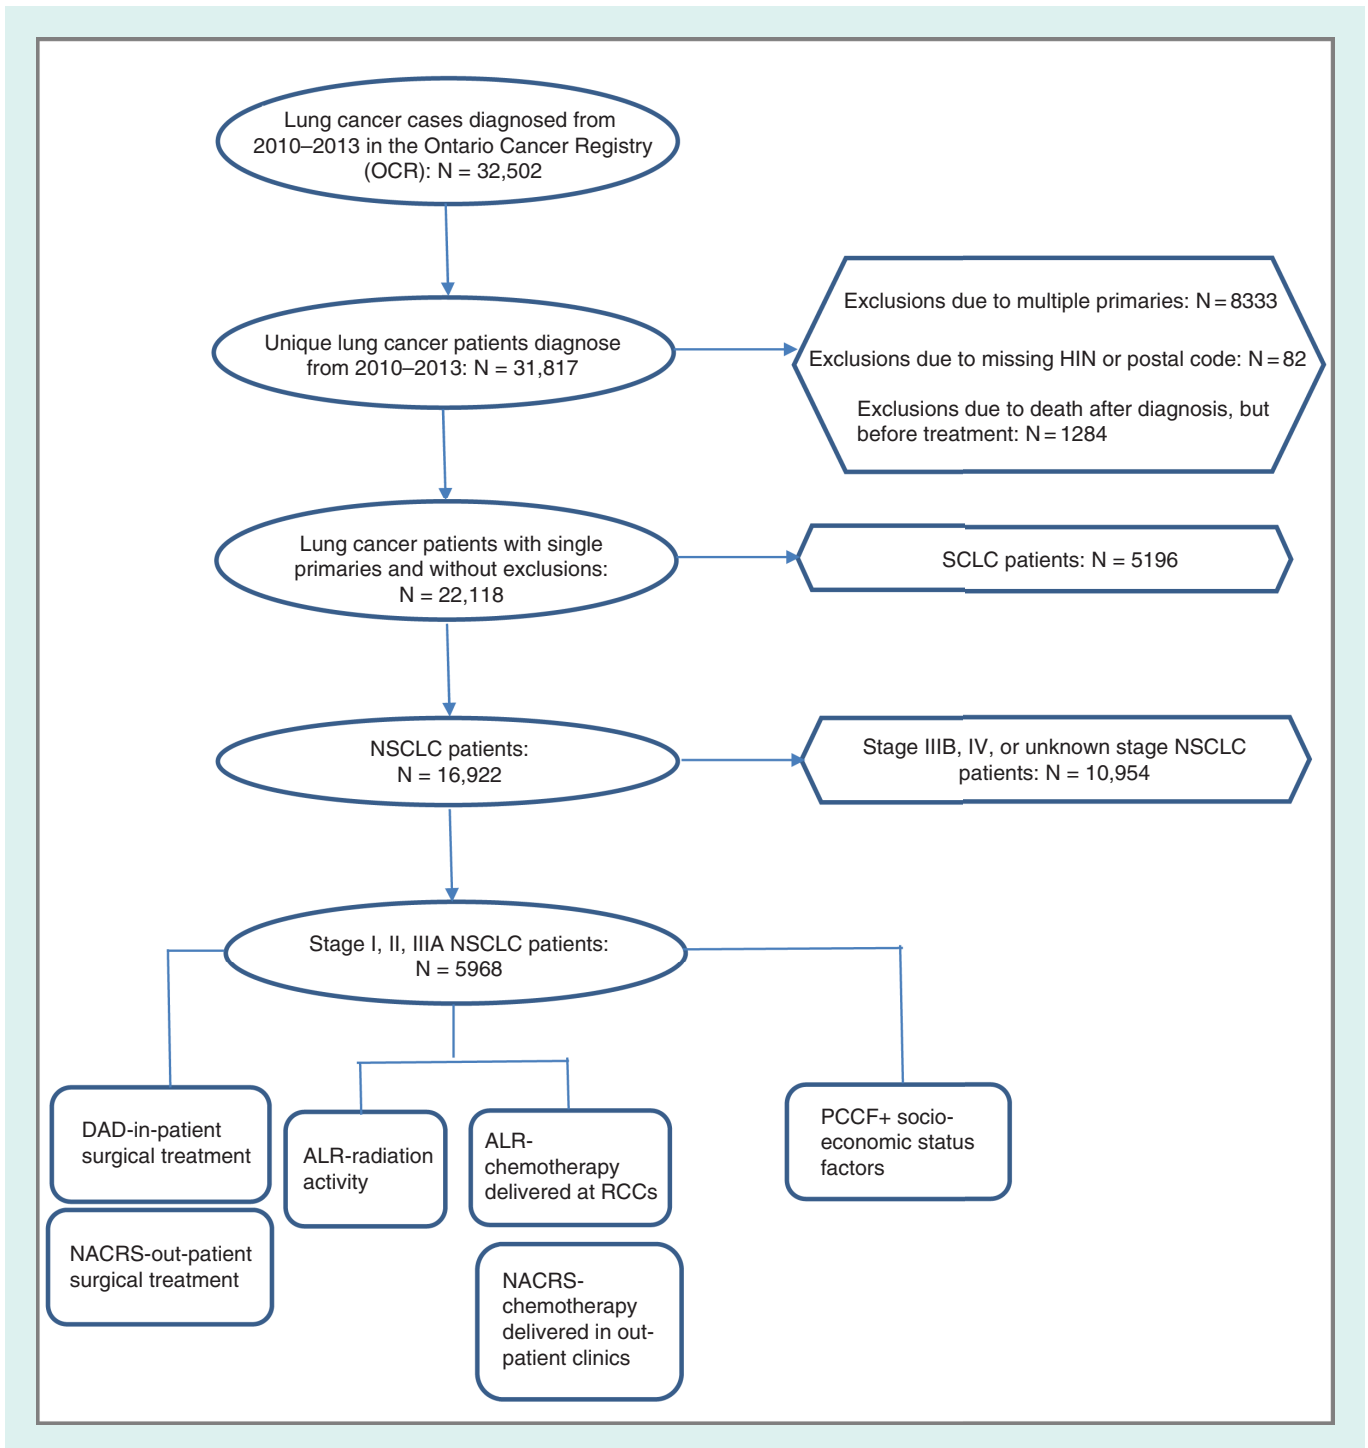 Lung cancer cases diagnosed from
2010–2013 in the Ontario Cancer Registry
(OCR): N = 32,502
Unique lung cancer patients diagnose
from 2010–2013: N = 31,817
Exclusions due to multiple primaries: N = 8333
Exclusions due to missing HIN or postal code: N = 82
Exclusions due to death after diagnosis, but
before treatment: N = 1284
Lung cancer patients with single
primaries and without exclusions:
N = 22,118
SCLC patients: N = 5196
NSCLC patients:
N = 16,922
Stage IIIB, IV, or unknown stage NSCLC
patients: N = 10,954
Stage I, II, IIIA NSCLC patients:
N = 5968
DAD-in-patient
surgical treatment
NACRS-out-patient
surgical treatment
ALR-radiation
activity
ALR-
chemotherapy
delivered at RCCs
NACRS-
chemotherapy
delivered in out-
patient clinics
PCCF+ socio-
economic status
factors